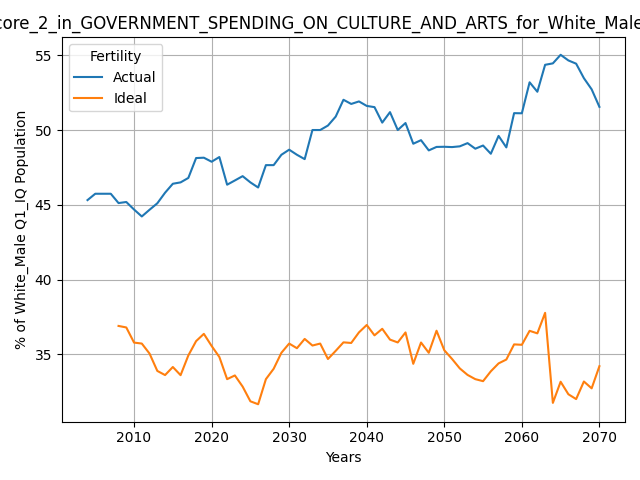 core_2_in_GOVERNMENT_SPENDING_ON_CULTURE_AND_ARTS_for_White_Male
Fertility
Actual
Ideal
% of White_Male Q1_IQ Population
55
50
45
40
35
2010 2020 2030 2040 2050 2060 2070
Years